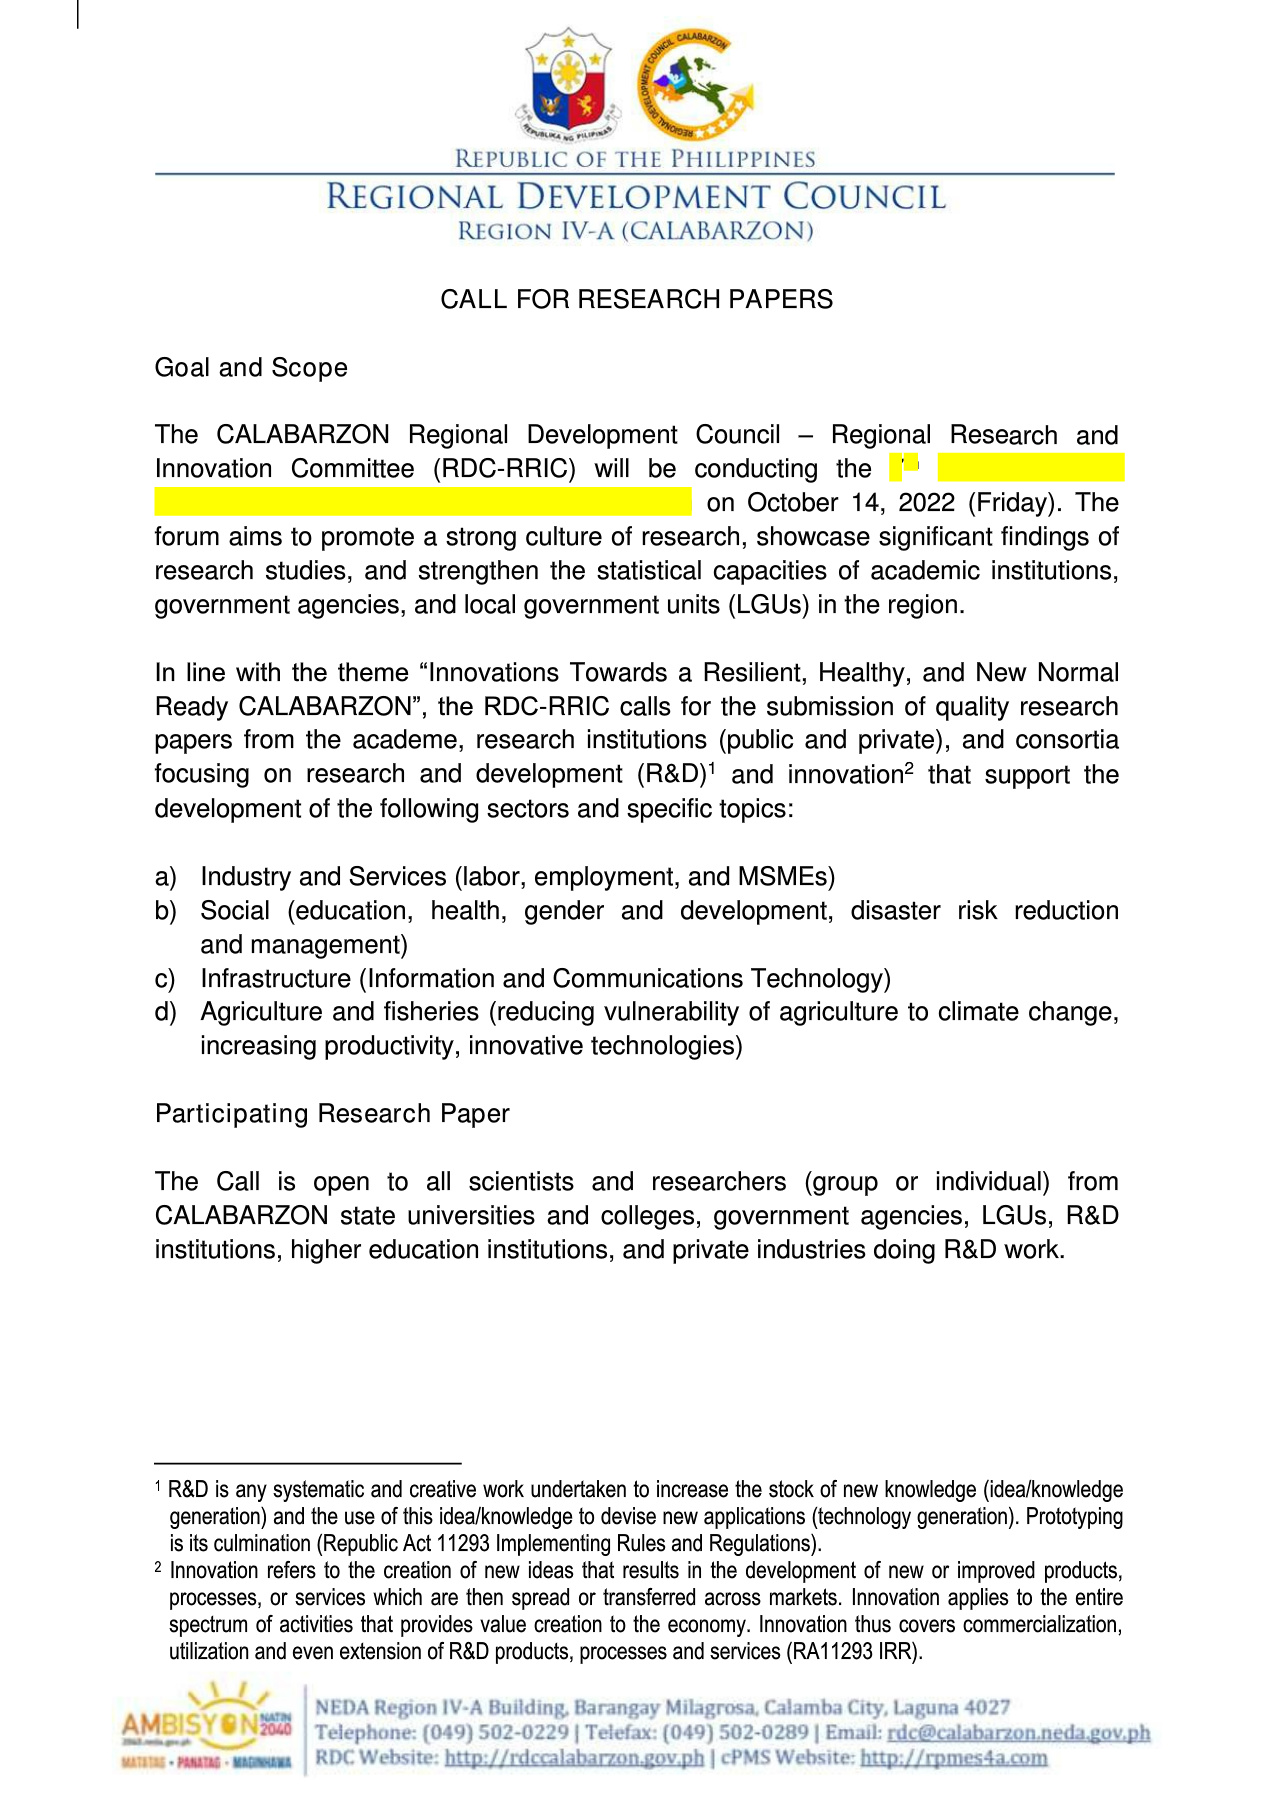 REGIONAL DEVELOPMENT COUNCIL CALABARZON
REPUBLIKA NG PILIPINAS
REPUBLIC OF THE PHILIPPINES
REGIONAL DEVELOPMENT COUNCIL
REGION IV-A (CALABARZON)
CALL FOR RESEARCH PAPERS
Goal and Scope
The CALABARZON Regional Development Council – Regional Research and
Innovation Committee (RDC-RRIC) will be conducting the
on October 14, 2022 (Friday). The
forum aims to promote a strong culture of research, showcase significant findings of
research studies, and strengthen the statistical capacities of academic institutions,
government agencies, and local government units (LGUs) in the region.
In line with the theme “Innovations Towards a Resilient, Healthy, and New Normal
Ready CALABARZON”, the RDC-RRIC calls for the submission of quality research
papers from the academe, research institutions (public and private), and consortia
focusing on research and development (R&D)¹ and innovation² that support the
development of the following sectors and specific topics:
a) Industry and Services (labor, employment, and MSMEs)
b) Social (education, health, gender and development, disaster risk reduction
and management)
c) Infrastructure (Information and Communications Technology)
d) Agriculture and fisheries (reducing vulnerability of agriculture to climate change,
increasing productivity, innovative technologies)
Participating Research Paper
The Call is open to all scientists and researchers (group or individual) from
CALABARZON state universities and colleges, government agencies, LGUs, R&D
institutions, higher education institutions, and private industries doing R&D work.
¹ R&D is any systematic and creative work undertaken to increase the stock of new knowledge (idea/knowledge
generation) and the use of this idea/knowledge to devise new applications (technology generation). Prototyping
is its culmination (Republic Act 11293 Implementing Rules and Regulations).
² Innovation refers to the creation of new ideas that results in the development of new or improved products,
processes, or services which are then spread or transferred across markets. Innovation applies to the entire
spectrum of activities that provides value creation to the economy. Innovation thus covers commercialization,
utilization and even extension of R&D products, processes and services (RA11293 IRR).
AMBISYON NATIN 2040
2040.neda.gov.ph
MATATAG • PANATAG • MAGINHAWA
NEDA Region IV-A Building, Barangay Milagrosa, Calamba City, Laguna 4027
Telephone: (049) 502-0229 | Telefax: (049) 502-0289 | Email: rdc@calabarzon.neda.gov.ph
RDC Website: http://rdccalabarzon.gov.ph | cPMS Website: http://rpmes4a.com